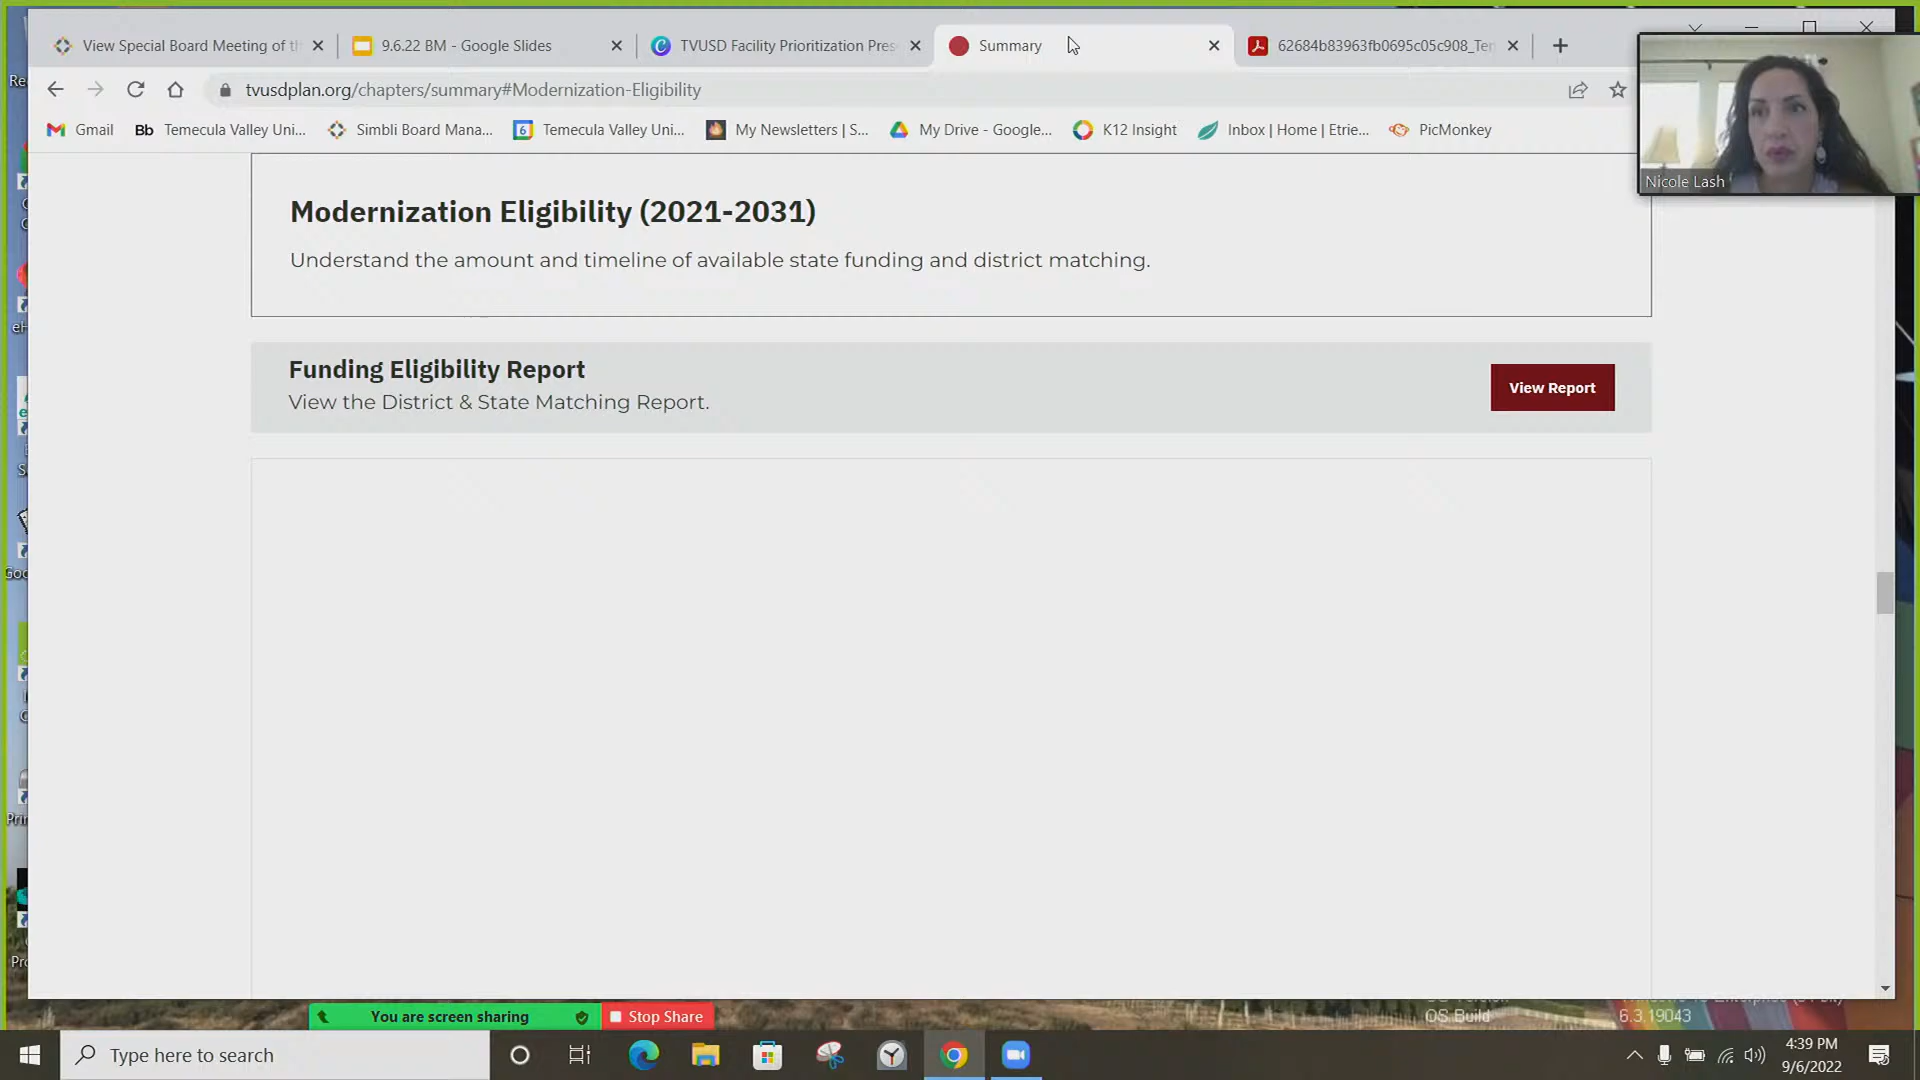 View Special Board Meeting of th
9.6.22 BM - Google Slides
TVUSD Facility Prioritization Pres
Summary
62684b83963fb0695c05c908_Ten
tvusdplan.org/chapters/summary#Modernization-Eligibility
Gmail
Bb Temecula Valley Uni...
Simbli Board Mana...
6 Temecula Valley Uni...
My Newsletters | S...
My Drive - Google...
K12 Insight
Inbox | Home | Etrie...
PicMonkey
Nicole Lash
Modernization Eligibility (2021-2031)
Understand the amount and timeline of available state funding and district matching.
Funding Eligibility Report
View the District & State Matching Report.
View Report
You are screen sharing
Stop Share
OS Build
6.3.19043
Type here to search
4:39 PM
9/6/2022